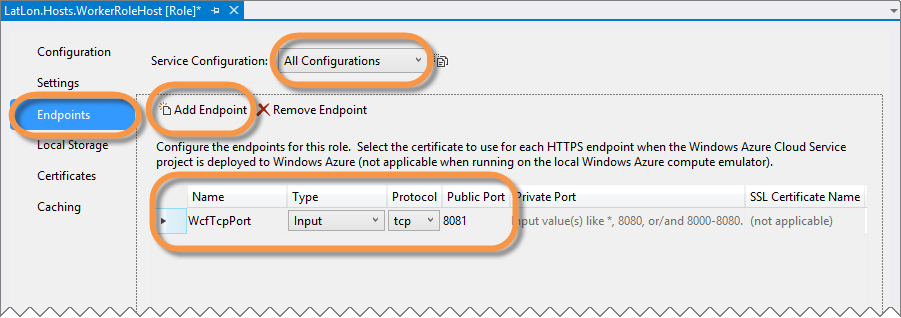 LatLon.Hosts.WorkerRoleHost [Role]*
Configuration
Settings
Endpoints
Local Storage
Certificates
Caching
Service Configuration: All Configurations
Add Endpoint Remove Endpoint
Configure the endpoints for this role. Select the certificate to use for each HTTPS endpoint when the Windows Azure Cloud Service
project is deployed to Windows Azure (not applicable when running on the local Windows Azure compute emulator).
Name Type Protocol Public Port Private Port SSL Certificate Name
WcfTcpPort Input tcp 8081 Input value(s) like *, 8080, or/and 8000-8080. (not applicable)